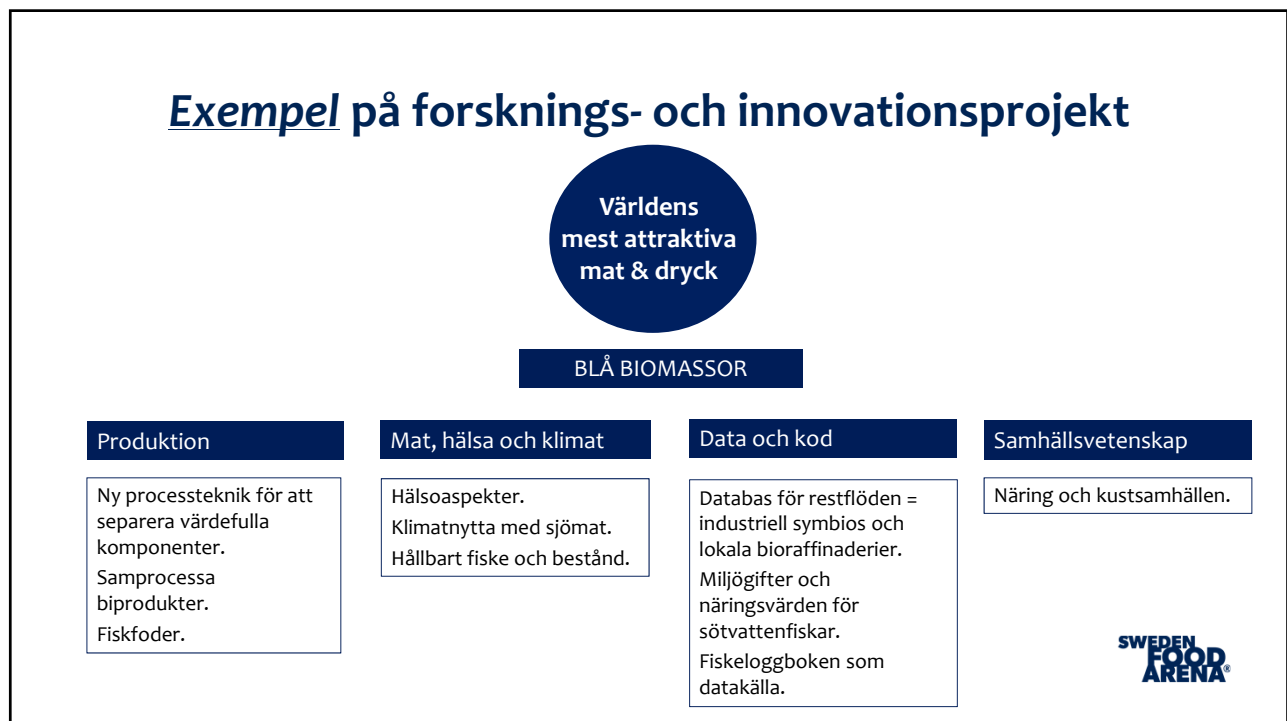 Exempel på forsknings- och innovationsprojekt
Världens
mest attraktiva
mat & dryck
BLÅ BIOMASSOR
Produktion
Ny processteknik för att
separera värdefulla
komponenter.
Samprocessa
biprodukter.
Fiskfoder.
Mat, hälsa och klimat
Hälsoaspekter.
Klimatnytta med sjömat.
Hållbart fiske och bestånd.
Data och kod
Databas för restflöden =
industriell symbios och
lokala bioraffinaderier.
Miljögifter och
näringsvärden för
sötvattenfiskar.
Fiskeloggboken som
datakälla.
Samhällsvetenskap
Näring och kustsamhällen.
SWEDEN
FOOD
ARENA®